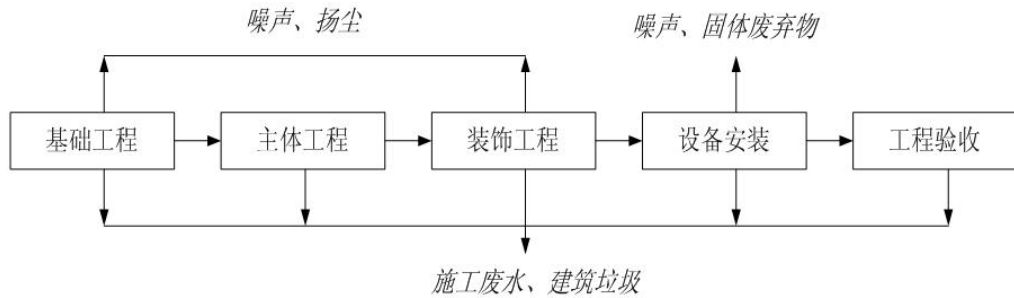 噪声、扬尘
噪声、固体废弃物
基础工程
主体工程
装饰工程
设备安装
工程验收
施工废水、建筑垃圾